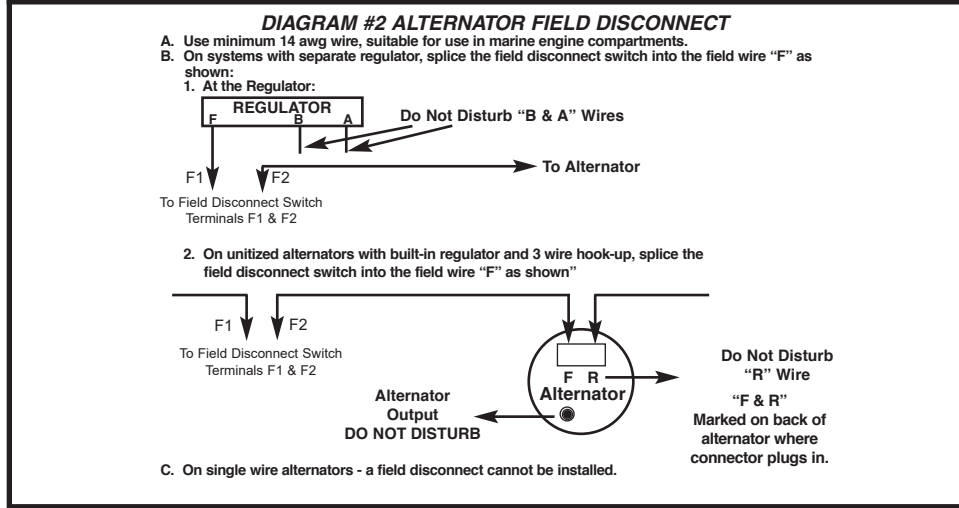 DIAGRAM #2 ALTERNATOR FIELD DISCONNECT
A. Use minimum 14 awg wire, suitable for use in marine engine compartments.
B. On systems with separate regulator, splice the field disconnect switch into the field wire “F” as
shown:
1. At the Regulator:
REGULATOR
F B A
Do Not Disturb “B & A” Wires
To Alternator
F1 F2
To Field Disconnect Switch
Terminals F1 & F2
2. On unitized alternators with built-in regulator and 3 wire hook-up, splice the
field disconnect switch into the field wire “F” as shown”
F1 F2
To Field Disconnect Switch
Terminals F1 & F2
F R
Alternator
Alternator
Output
DO NOT DISTURB
Do Not Disturb
“R” Wire
“F & R”
Marked on back of
alternator where
connector plugs in.
C. On single wire alternators - a field disconnect cannot be installed.